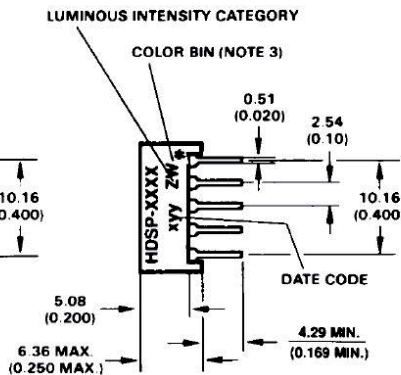 LUMINOUS INTENSITY CATEGORY
COLOR BIN (NOTE 3)
0.51
(0.020)
2.54
(0.10)
10.16
0.400)
HDSP-XXXX
xyy ZW
*
10.16
(0.400
DATE CODE
5.08
(0.200)
6.36 MAX.
(0.250 MAX.)
4.29 MIN.
(0.169 MIN.)